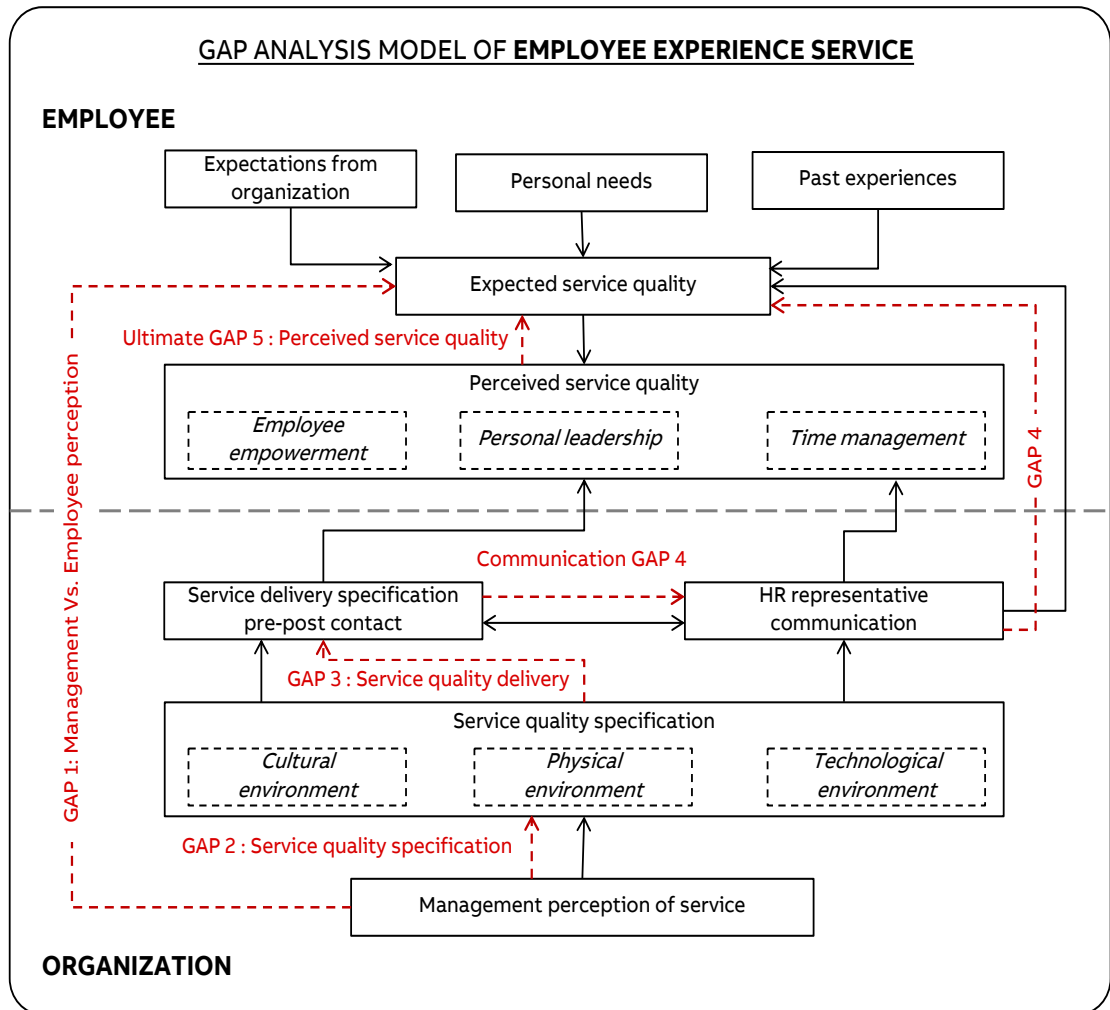 GAP ANALYSIS MODEL OF EMPLOYEE EXPERIENCE SERVICE
EMPLOYEE
Expectations from
organization
Personal needs
Past experiences
Expected service quality
Ultimate GAP 5 : Perceived service quality
Perceived service quality
Employee
empowerment
Personal leadership
Time management
GAP 1: Management Vs. Employee perception
GAP 4
Communication GAP 4
Service delivery specification
pre-post contact
HR representative
communication
GAP 3 : Service quality delivery
Service quality specification
Cultural
environment
Physical
environment
Technological
environment
GAP 2 : Service quality specification
Management perception of service
ORGANIZATION